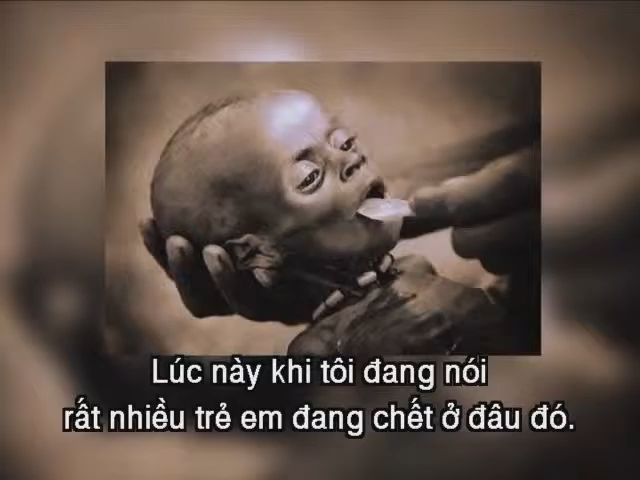 Lúc này khi tôi đang nói
rất nhiều trẻ em đang chết ở đâu đó.